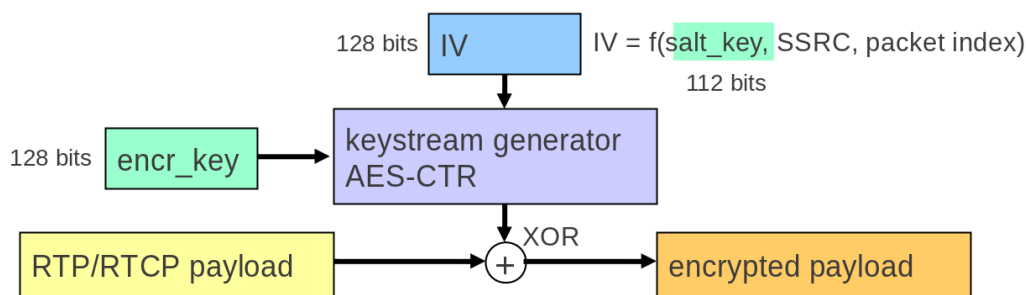 128 bits
IV
IV = f(salt_key, SSRC, packet index)
112 bits
128 bits
encr_key
keystream generator
AES-CTR
XOR
RTP/RTCP payload
+
encrypted payload